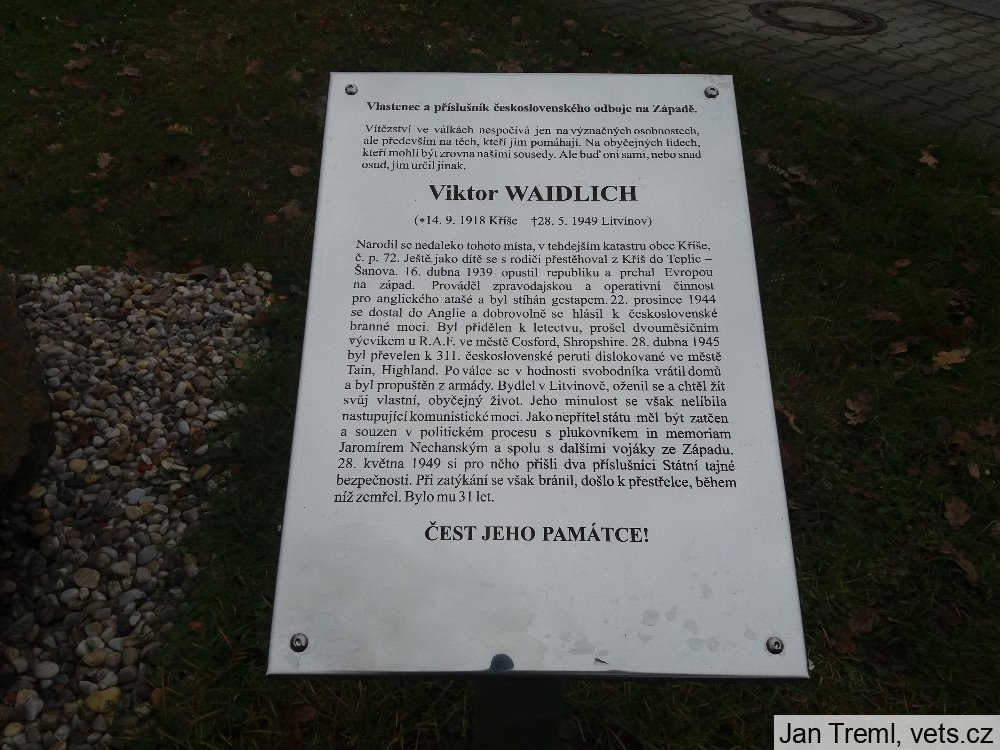 Vlastenec a příslušník československého odboje na Západě.
Vítězství ve válkách nespočívá jen na význačných osobnostech,
ale především na těch, kteří jim pomáhají. Na obyčejných lidech,
kteří mohli být zrovna našimi sousedy. Ale buď oni sami, nebo snad
osud, jim určil jinak.
Viktor WAIDLICH
(*14. 9. 1918 Kříše †28. 5. 1949 Litvínov)
Narodil se nedaleko tohoto místa, v tehdejším katastru obce Kříše,
č. p. 72. Ještě jako dítě se s rodiči přestěhoval z Kříš do Teplic –
Šanova. 16. dubna 1939 opustil republiku a prchal Evropou
na západ. Prováděl zpravodajskou a operativní činnost
pro anglického atašé a byl stíhán gestapem. 22. prosince 1944
se dostal do Anglie a dobrovolně se hlásil k československé
branné moci. Byl přidělen k letectvu, prošel dvouměsíčním
výcvikem u R.A.F. ve městě Cosford, Shropshire. 28. dubna 1945
byl převelen k 311. československé peruti dislokované ve městě
Tain, Highland. Po válce se v hodnosti svobodníka vrátil domů
a byl propuštěn z armády. Bydlel v Litvínově, oženil se a chtěl žít
svůj vlastní, obyčejný život. Jeho minulost se však nelíbila
nastupující komunistické moci. Jako nepřítel státu měl být zatčen
a souzen v politickém procesu s plukovníkem in memoriam
Jaromírem Nechanským a spolu s dalšími vojáky ze Západu.
28. května 1949 si pro něho přišli dva příslušníci Státní tajné
bezpečnosti. Při zatýkání se však bránil, došlo k přestřelce, během
níž zemřel. Bylo mu 31 let.
ČEST JEHO PAMÁTCE!
Jan Treml, vets.cz